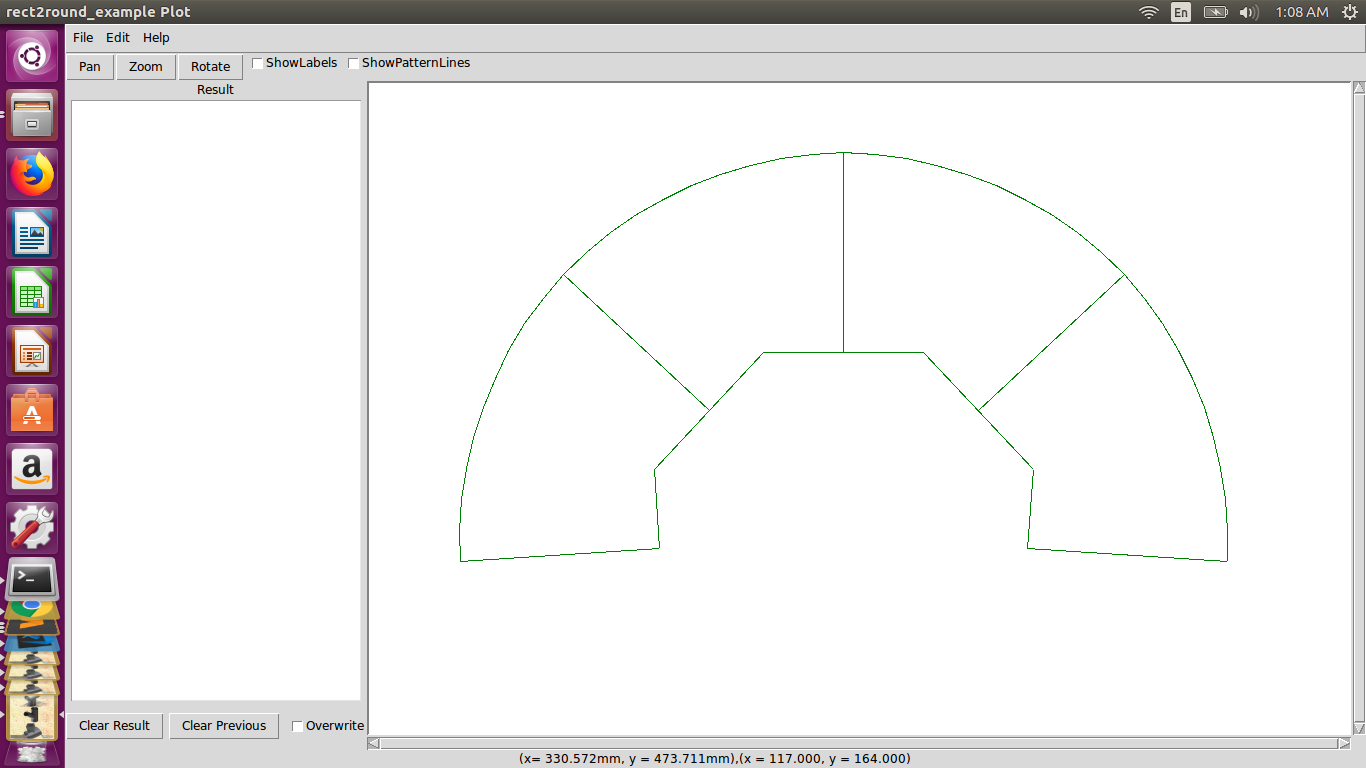 rect2round_example Plot
En
1:08 AM
File Edit Help
Pan Zoom Rotate ShowLabels ShowPatternLines
Result
Clear Result Clear Previous Overwrite
(x= 330.572mm, y = 473.711mm),(x = 117.000, y = 164.000)